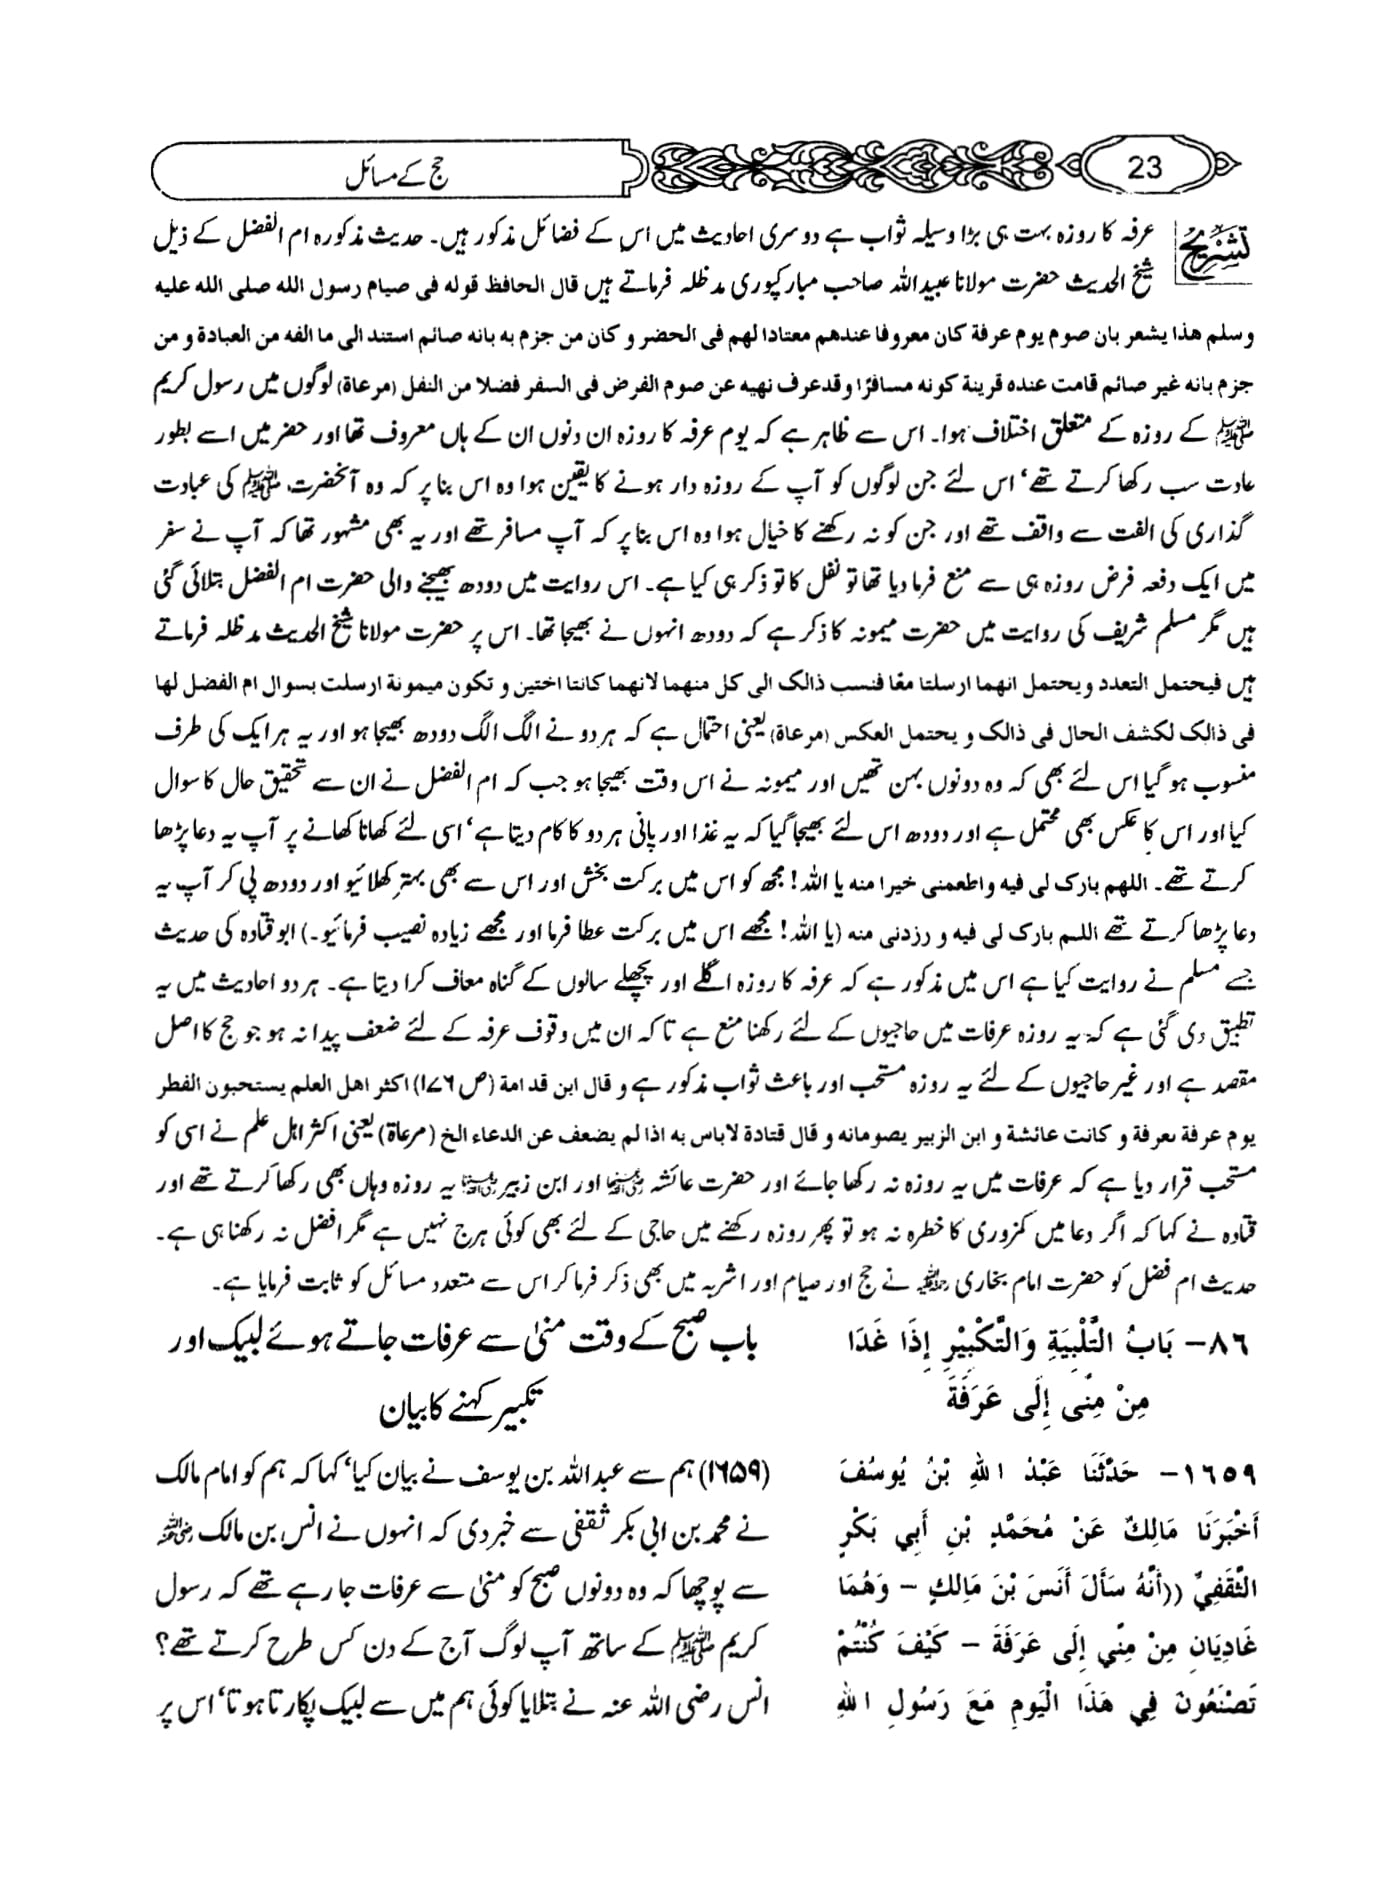 23
حج کے مسائل
تشریح
عرفہ کا روزہ بہت ہی بڑا وسیلہ ثواب ہے دوسری احادیث میں اس کے فضائل مذکور ہیں۔ حدیث مذکورہ ام الفضل کے ذیل
شیخ الحدیث حضرت مولانا عبیداللہ صاحب مبارکپوری مدظلہ فرماتے ہیں قال الحافظ قوله فی صیام رسول الله صلی الله علیه
وسلم هذا یشعر بان صوم یوم عرفة کان معروفا عندهم معتادا لهم فی الحضر و کان من جزم به بانه صائم استند الی ما الفه من العبادة و من
جزم بانه غیر صائم قامت عنده قرینة کونه مسافرًا وقدعرف نهیه عن صوم الفرض فی السفر فضلا من النفل (مرعاة) لوگوں میں رسول کریم
ﷺ کے روزہ کے متعلق اختلاف ہوا۔ اس سے ظاہر ہے کہ یوم عرفہ کا روزہ ان دنوں ان کے ہاں معروف تھا اور حضر میں اسے بطور
عادت سب رکھا کرتے تھے‘ اس لئے جن لوگوں کو آپ کے روزہ دار ہونے کا یقین ہوا وہ اس بنا پر کہ وہ آنحضرت ﷺ کی عبادت
گذاری کی الفت سے واقف تھے اور جن کو نہ رکھنے کا خیال ہوا وہ اس بنا پر کہ آپ مسافر تھے اور یہ بھی مشہور تھا کہ آپ نے سفر
میں ایک دفعہ فرض روزہ ہی سے منع فرما دیا تھا تو نفل کا تو ذکر ہی کیا ہے۔ اس روایت میں دودھ بھیجنے والی حضرت ام الفضل بتلائی گئی
ہیں مگر مسلم شریف کی روایت میں حضرت میمونہ کا ذکر ہے کہ دودھ انہوں نے بھیجا تھا۔ اس پر حضرت مولانا شیخ الحدیث مدظلہ فرماتے
ہیں فیحتمل التعدد ویحتمل انهما ارسلتا معًا فنسب ذالک الی کل منهما لانهما کانتا اختین و تکون میمونة ارسلت بسوال ام الفضل لها
فی ذالک لکشف الحال فی ذالک و یحتمل العکس (مرعاة) یعنی احتمال ہے کہ ہر دو نے الگ الگ دودھ بھیجا ہو اور یہ ہر ایک کی طرف
منسوب ہو گیا اس لئے بھی کہ وہ دونوں بہن تھیں اور میمونہ نے اس وقت بھیجا ہو جب کہ ام الفضل نے ان سے تحقیق حال کا سوال
کیا اور اس کا عکس بھی محتمل ہے اور دودھ اس لئے بھیجا گیا کہ یہ غذا اور پانی ہر دو کا کام دیتا ہے‘ اسی لئے کھانا کھانے پر آپ یہ دعا پڑھا
کرتے تھے۔ اللهم بارک لی فیه واطعمنی خیرا منه یا اللہ! مجھ کو اس میں برکت بخش اور اس سے بھی بہتر کھلائیو اور دودھ پی کر آپ یہ
دعا پڑھا کرتے تھے اللـم بارک لی فیه و رزدنی منه (یا اللہ! مجھے اس میں برکت عطا فرما اور مجھے زیادہ نصیب فرمائیو۔) ابو قتادہ کی حدیث
جسے مسلم نے روایت کیا ہے اس میں مذکور ہے کہ عرفہ کا روزہ اگلے اور پچھلے سالوں کے گناہ معاف کرا دیتا ہے۔ ہر دو احادیث میں یہ
تطبیق دی گئی ہے کہ یہ روزہ عرفات میں حاجیوں کے لئے رکھنا منع ہے تا کہ ان میں وقوف عرفہ کے لئے ضعف پیدا نہ ہو جو حج کا اصل
مقصد ہے اور غیر حاجیوں کے لئے یہ روزہ مستحب اور باعث ثواب مذکور ہے و قال ابن قدامة (ص ۱۷۶) اکثر اهل العلم یستحبون الفطر
یوم عرفة بعرفة و کانت عائشة و ابن الزبیر یصومانه و قال قتادة لاباس به اذا لم یضعف عن الدعاء الخ (مرعاة) یعنی اکثر اہل علم نے اسی کو
مستحب قرار دیا ہے کہ عرفات میں یہ روزہ نہ رکھا جائے اور حضرت عائشہ رضی اللہ عنہا اور ابن زبیر رضی اللہ عنہ یہ روزہ وہاں بھی رکھا کرتے تھے اور
قتادہ نے کہا کہ اگر دعا میں کمزوری کا خطرہ نہ ہو تو پھر روزہ رکھنے میں حاجی کے لئے بھی کوئی ہرج نہیں ہے مگر افضل نہ رکھنا ہی ہے۔
حدیث ام فضل کو حضرت امام بخاری رحمۃ اللہ علیہ نے حج اور صیام اور اشربہ میں بھی ذکر فرما کر اس سے متعدد مسائل کو ثابت فرمایا ہے۔
٨٦- بَابُ التَّلْبِيَةِ وَالتَّكْبِيْرِ إِذَا غَدَا
مِنْ مِنًى إِلَى عَرَفَةَ
باب صبح کے وقت منیٰ سے عرفات جاتے ہوئے لبیک اور
تکبیر کہنے کا بیان
١٦٥٩- حَدَّثَنَا عَبْدُ اللهِ بْنُ يُوسُفَ
أَخْبَرَنَا مَالِكٌ عَنْ مُحَمَّدِ بْنِ أَبِي بَكْرٍ
الثَّقَفِيِّ ((أَنَّهُ سَأَلَ أَنَسَ بْنَ مَالِكٍ - وَهُمَا
غَادِيَانِ مِنْ مِنًي إِلَى عَرَفَةَ - كَيْفَ كُنْتُمْ
تَصْنَعُونَ فِي هَذَا الْيَومِ مَعَ رَسُولِ اللهِ
(۱۶۵۹) ہم سے عبداللہ بن یوسف نے بیان کیا‘ کہا کہ ہم کو امام مالک
نے محمد بن ابی بکر ثقفی سے خبر دی کہ انہوں نے انس بن مالک رضی اللہ عنہ
سے پوچھا کہ وہ دونوں صبح کو منیٰ سے عرفات جا رہے تھے کہ رسول
کریم ﷺ کے ساتھ آپ لوگ آج کے دن کس طرح کرتے تھے؟
انس رضی اللہ عنہ نے بتلایا کوئی ہم میں سے لبیک پکارتا ہوتا‘ اس پر